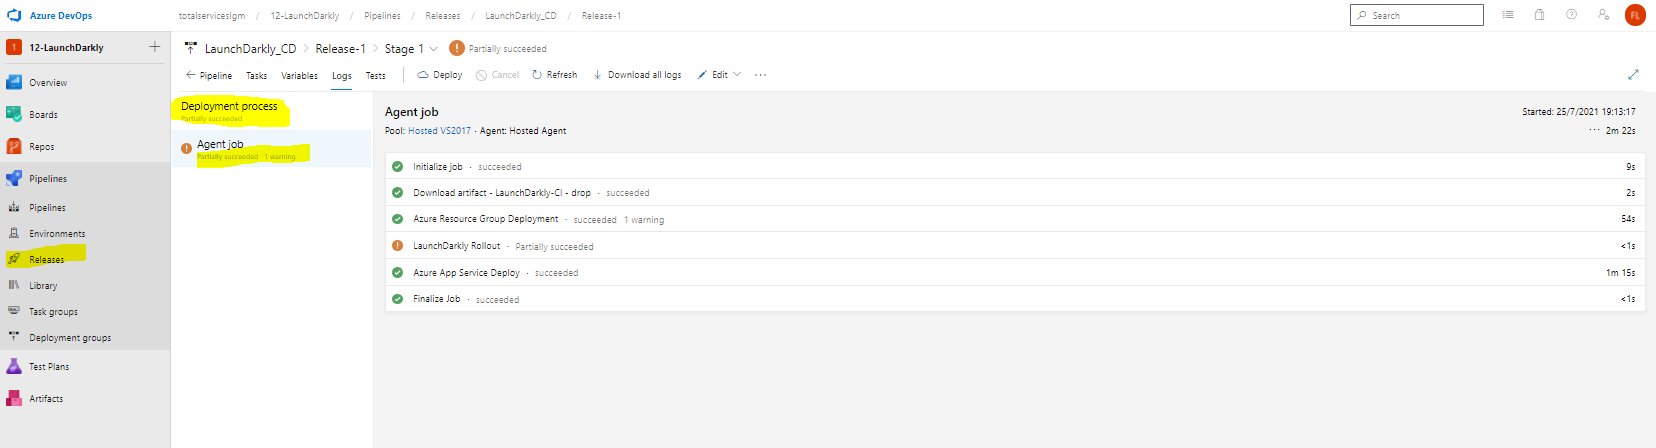 Azure DevOps totalserviceslgm / 12-LaunchDarkly / Pipelines / Releases / LaunchDarkly_CD / Release-1 Search FL
1 12-LaunchDarkly +
LaunchDarkly_CD > Release-1 > Stage 1 Partially succeeded
Pipeline Tasks Variables Logs Tests Deploy Cancel Refresh Download all logs Edit ...
Overview
Boards
Repos
Pipelines
Pipelines
Environments
Releases
Library
Task groups
Deployment groups
Test Plans
Artifacts
Deployment process
Partially succeeded
Agent job
Partially succeeded · 1 warning
Agent job Started: 25/7/2021 19:13:17
Pool: Hosted VS2017 · Agent: Hosted Agent ... 2m 22s
Initialize job · succeeded 9s
Download artifact - LaunchDarkly-CI - drop · succeeded 2s
Azure Resource Group Deployment · succeeded 1 warning 54s
LaunchDarkly Rollout · Partially succeeded <1s
Azure App Service Deploy · succeeded 1m 15s
Finalize Job · succeeded <1s